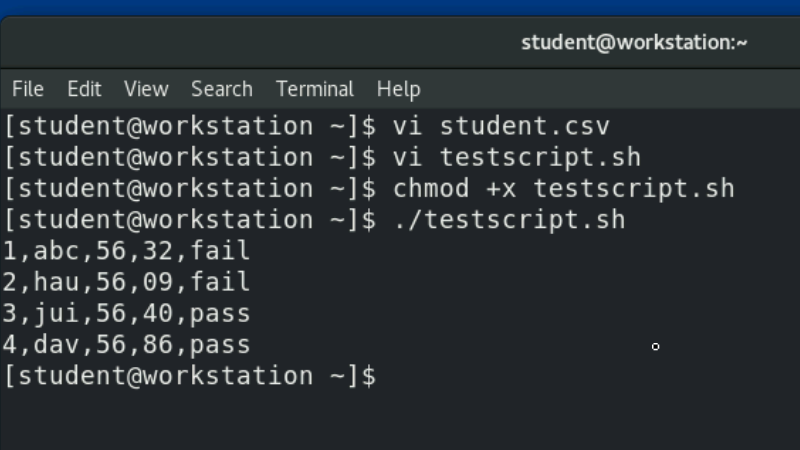 student@workstation:~
File Edit View Search Terminal Help
[student@workstation ~]$ vi student.csv
[student@workstation ~]$ vi testscript.sh
[student@workstation ~]$ chmod +x testscript.sh
[student@workstation ~]$ ./testscript.sh
1,abc,56,32,fail
2,hau,56,09,fail
3,jui,56,40,pass
4,dav,56,86,pass
[student@workstation ~]$